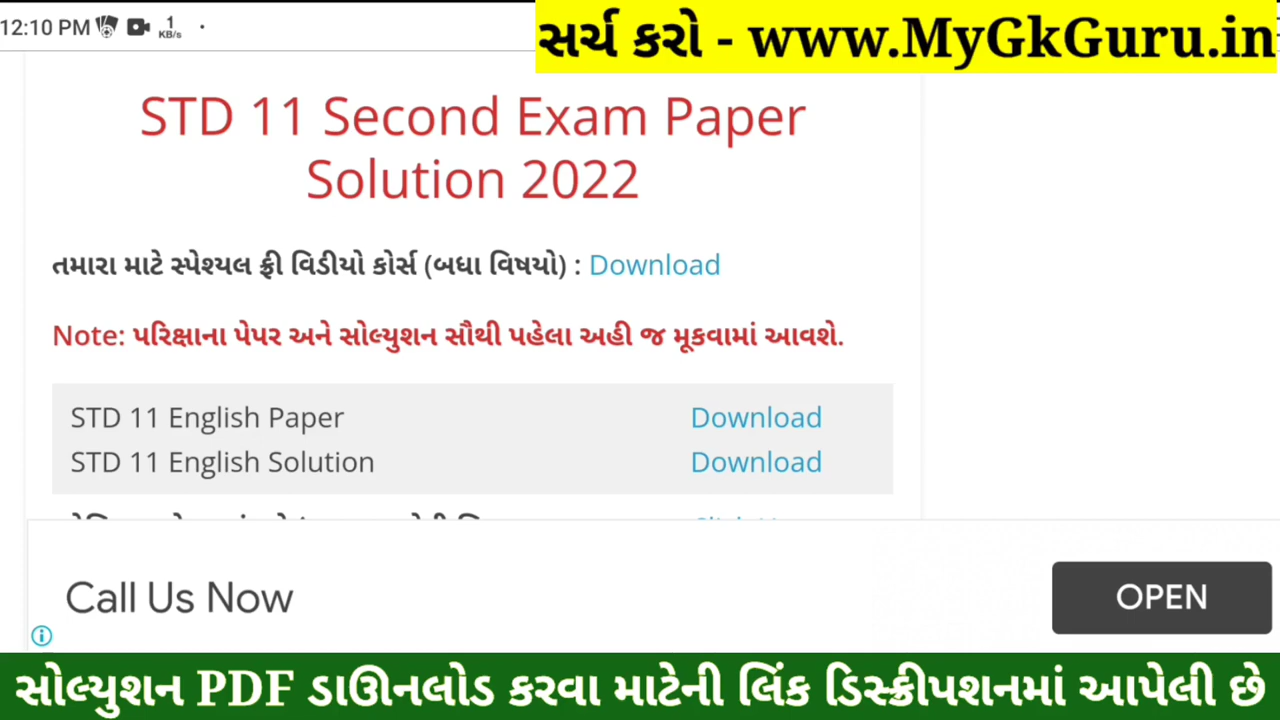 12:10 PM 1 KB/s
સર્ચ કરો - www.MyGkGuru.in
STD 11 Second Exam Paper
Solution 2022
તમારા માટે સ્પેશ્યલ ફ્રી વિડીયો કોર્સ (બધા વિષયો) : Download
Note: પરિક્ષાના પેપર અને સોલ્યુશન સૌથી પહેલા અહી જ મૂકવામાં આવશે.
STD 11 English Paper Download
STD 11 English Solution Download
Call Us Now
OPEN
સોલ્યુશન PDF ડાઊનલોડ કરવા માટેની લિંક ડિસ્ક્રીપશનમાં આપેલી છે